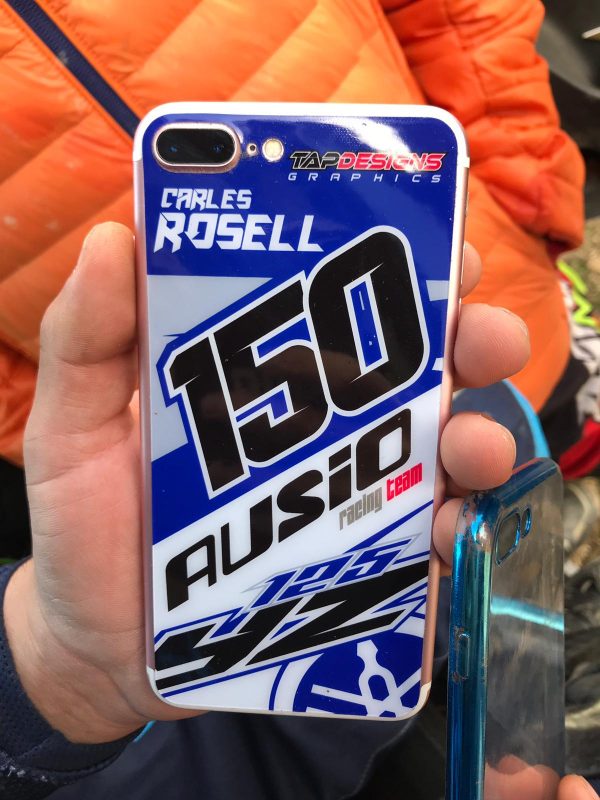 TAPDESIGNS
GRAPHICS
CARLES
ROSELL
150
AUSiO
racing team
125
YZ